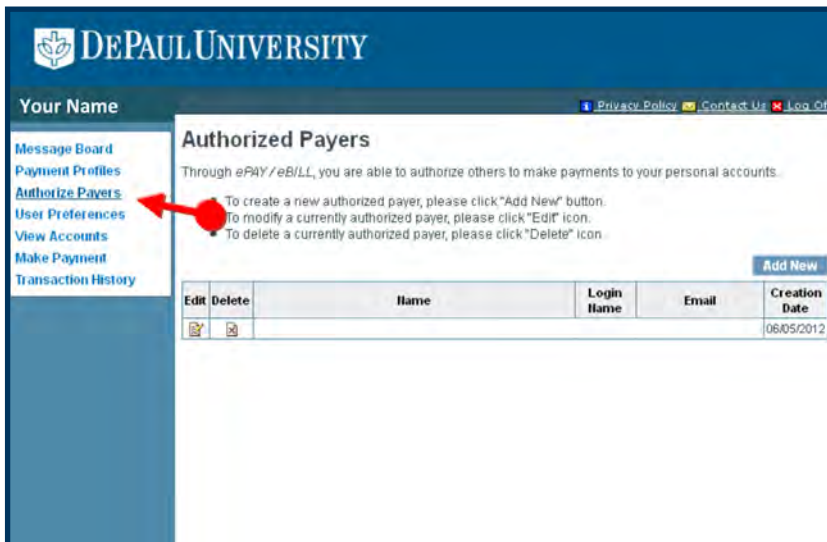 DEPAUL UNIVERSITY
Your Name
Privacy Policy Contact Us Log Of
Message Board
Payment Profiles
Authorize Payers
User Preferences
View Accounts
Make Payment
Transaction History
Authorized Payers
Through ePAY / eBILL, you are able to authorize others to make payments to your personal accounts.
To create a new authorized payer, please click "Add New" button.
To modify a currently authorized payer, please click "Edit" icon.
To delete a currently authorized payer, please click "Delete" icon
Add New
Edit Delete Name Login Name Email Creation Date
06/05/2012